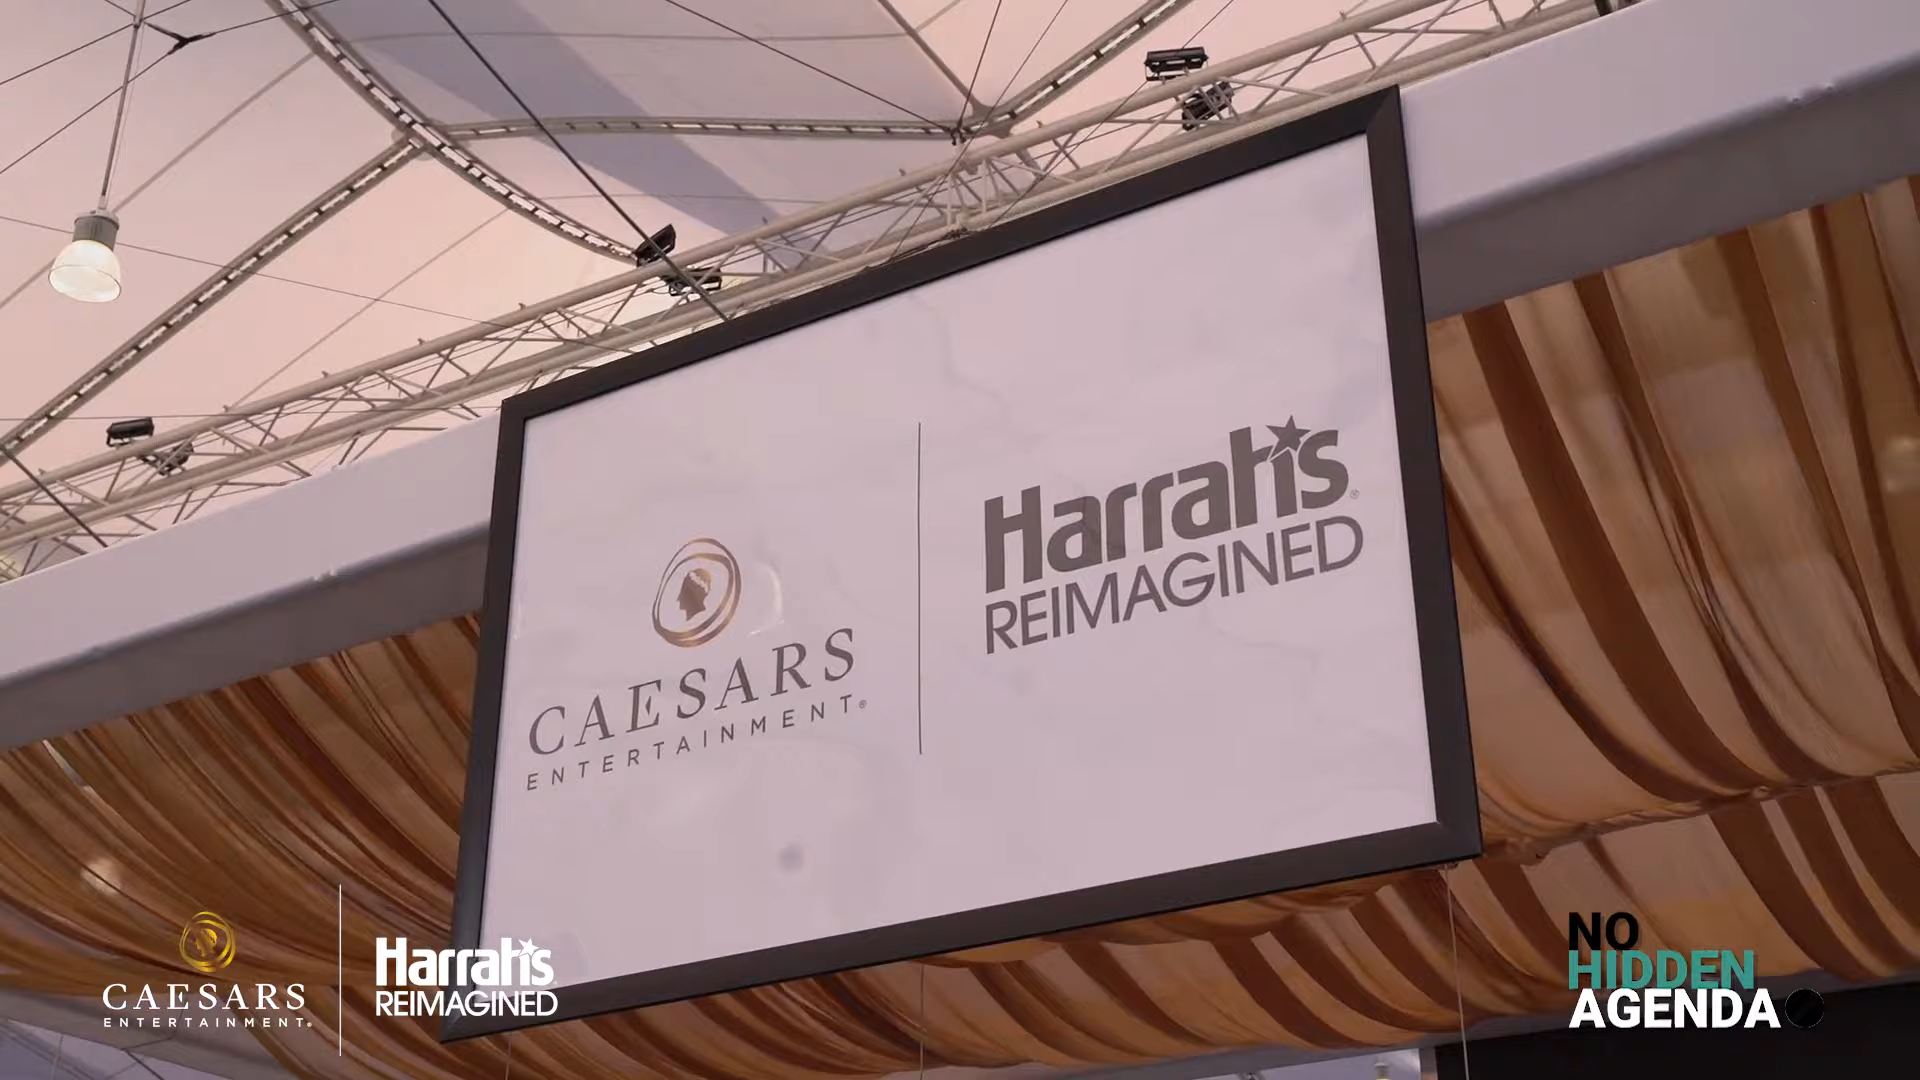 CAESARS
ENTERTAINMENT®
Harrah's®
REIMAGINED
CAESARS
ENTERTAINMENT®
Harrah's
REIMAGINED
NO
HIDDEN
AGENDA